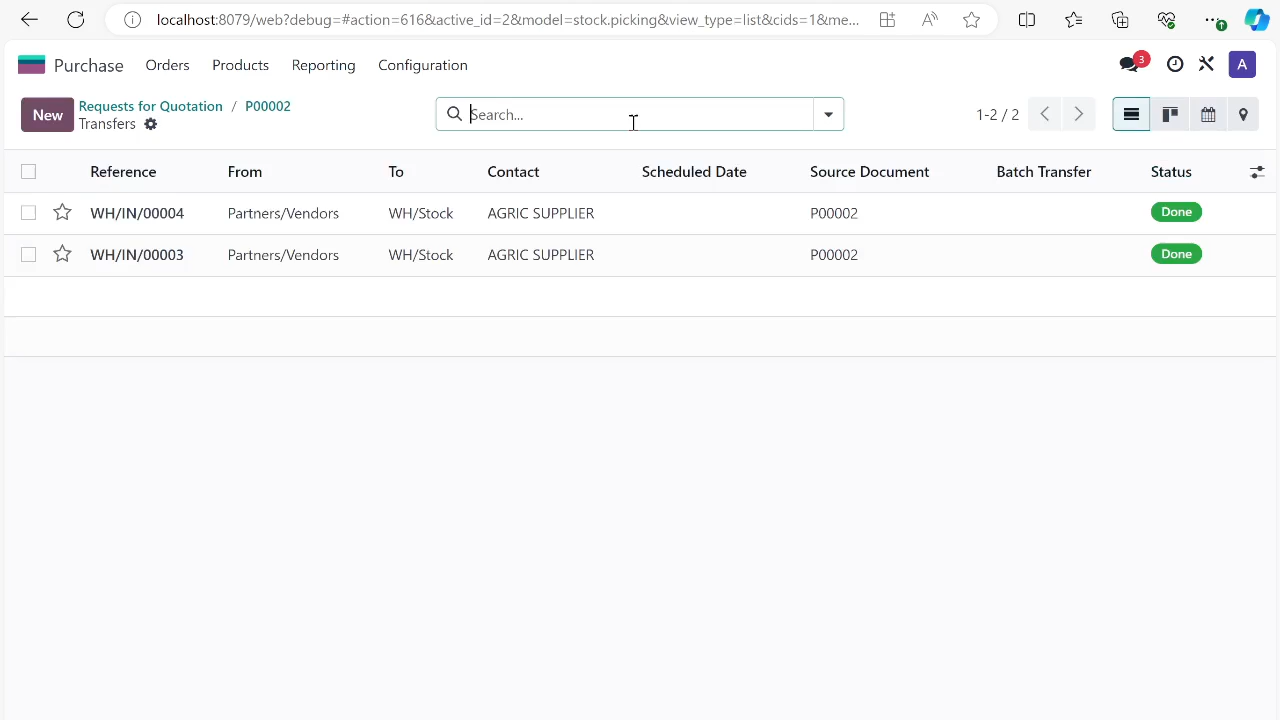 localhost:8079/web?debug=#action=616&active_id=2&model=stock.picking&view_type=list&cids=1&me...
Purchase Orders Products Reporting Configuration 3 A
New Requests for Quotation / P00002 Search... 1-2 / 2
Transfers
Reference From To Contact Scheduled Date Source Document Batch Transfer Status
WH/IN/00004 Partners/Vendors WH/Stock AGRIC SUPPLIER P00002 Done
WH/IN/00003 Partners/Vendors WH/Stock AGRIC SUPPLIER P00002 Done